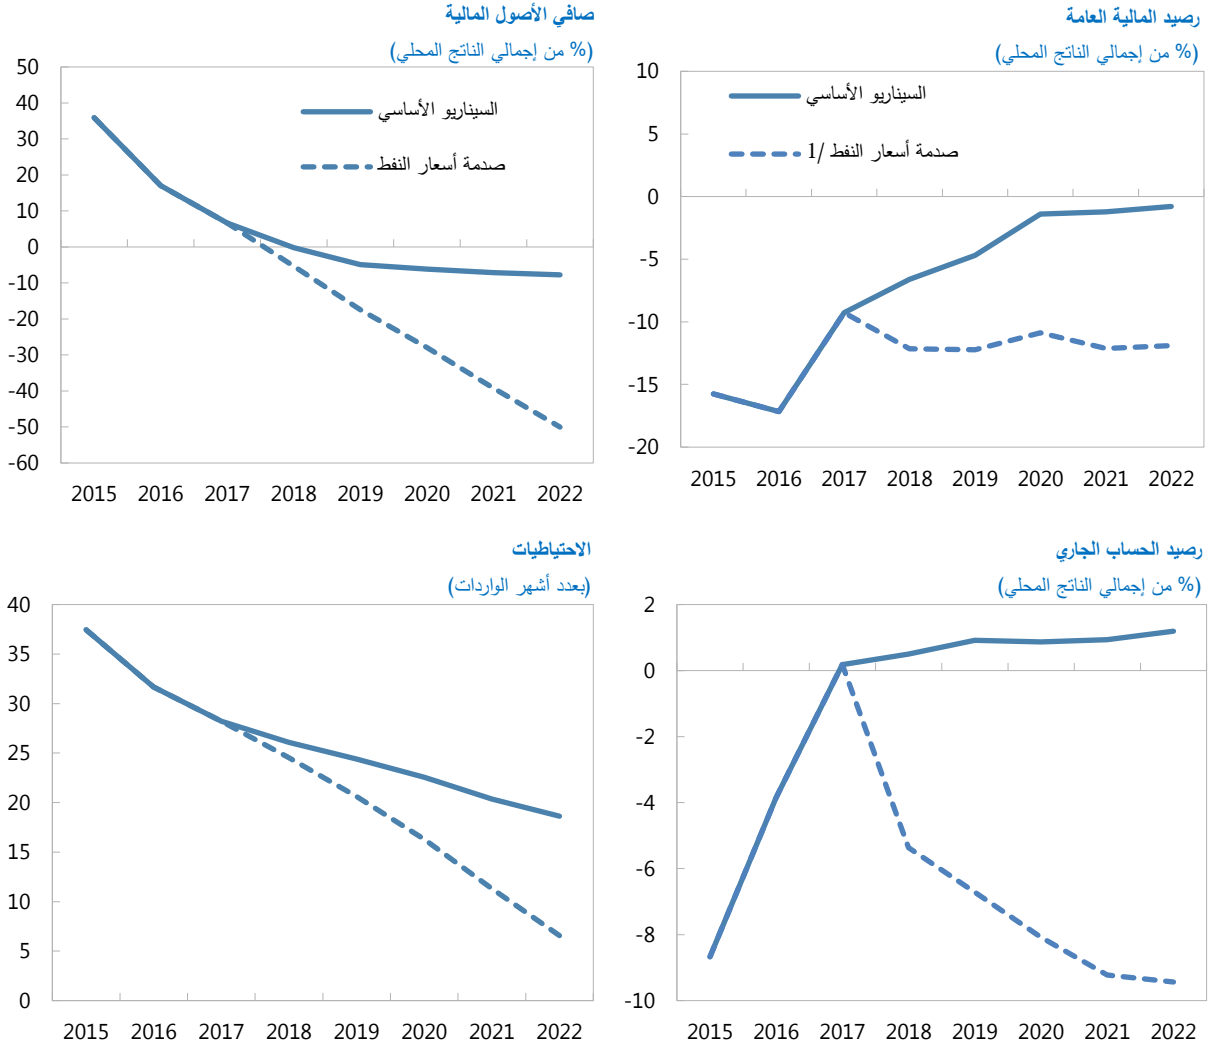 رصيد المالية العامة
(% من إجمالي الناتج المحلي)
10
5
0
-5
-10
-15
-20
السيناريو الأساسي
صدمة أسعار النفط /1
2015 2016 2017 2018 2019 2020 2021 2022
صافي الأصول المالية
(% من إجمالي الناتج المحلي)
50
40
30
20
10
0
-10
-20
-30
-40
-50
-60
السيناريو الأساسي
صدمة أسعار النفط
2015 2016 2017 2018 2019 2020 2021 2022
رصيد الحساب الجاري
(% من إجمالي الناتج المحلي)
2
0
-2
-4
-6
-8
-10
2015 2016 2017 2018 2019 2020 2021 2022
الاحتياطيات
(بعدد أشهر الواردات)
40
35
30
25
20
15
10
5
0
2015 2016 2017 2018 2019 2020 2021 2022